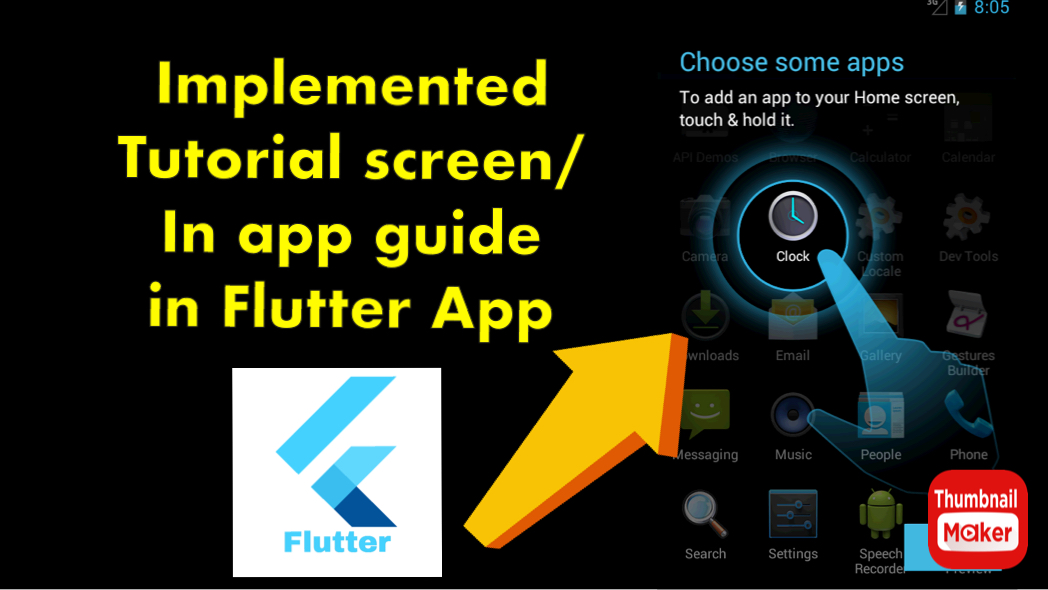 3G 8:05
Implemented
Tutorial screen/
In app guide
in Flutter App
Flutter
Choose some apps
To add an app to your Home screen,
touch & hold it.
API Demos Browser Calculator Calendar
Camera Clock Custom Locale Dev Tools
ownloads Email Gallery Gestures Builder
Messaging Music People Phone
Search Settings Speech Recorder
Thumbnail
Maker